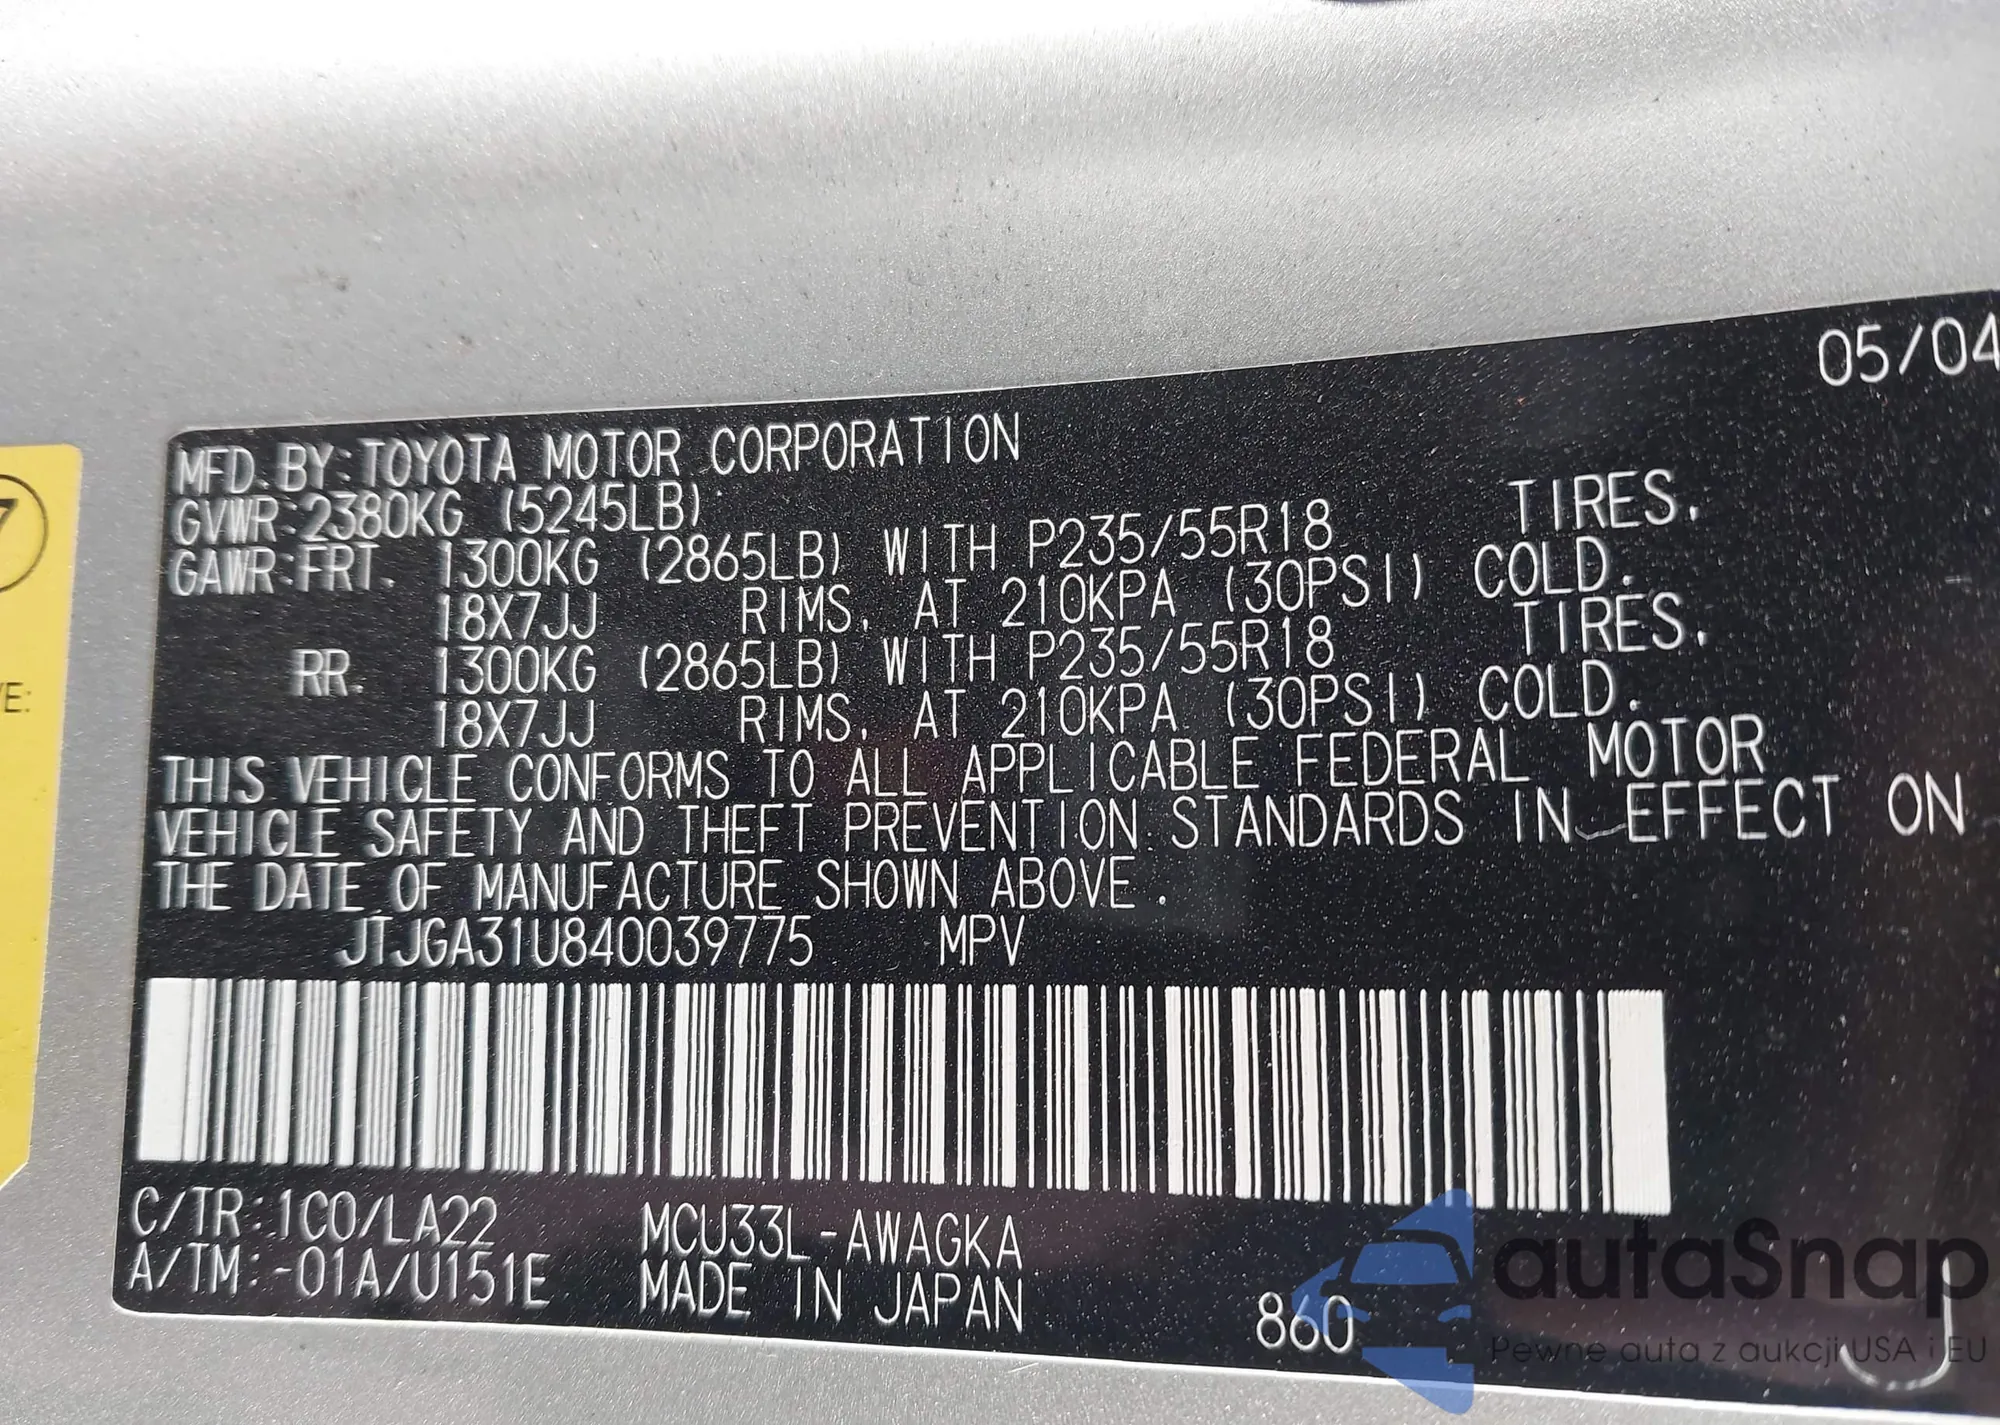 05/04
MFD. BY:TOYOTA MOTOR CORPORATION
GVWR:2380KG (5245LB)
GAWR:FRT. 1300KG (2865LB) WITH P235/55R18 TIRES,
18X7JJ RIMS, AT 210KPA (30PSI) COLD.
RR. 1300KG (2865LB) WITH P235/55R18 TIRES,
18X7JJ RIMS, AT 210KPA (30PSI) COLD.
THIS VEHICLE CONFORMS TO ALL APPLICABLE FEDERAL MOTOR
VEHICLE SAFETY AND THEFT PREVENTION STANDARDS IN EFFECT ON
THE DATE OF MANUFACTURE SHOWN ABOVE.
JTJGA31U840039775 MPV
C/TR:1C0/LA22 MCU33L-AWAGKA
A/TM:-01A/U151E MADE IN JAPAN
860 J
7
E:
autaSnap
Pewne auta z aukcji USA i EU